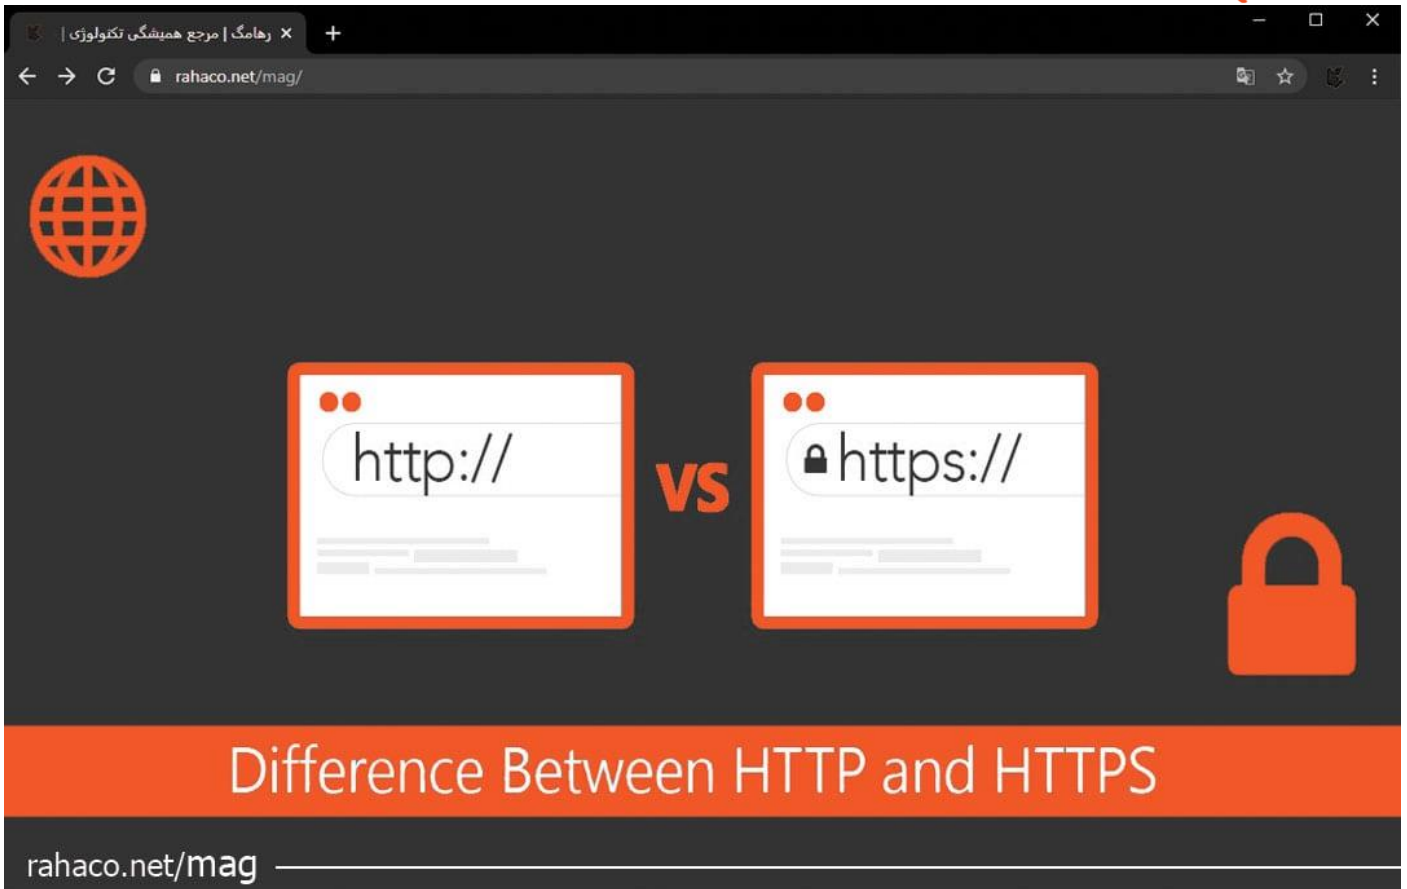 رهامگ | مرجع همیشگی تکنولوژی |
rahaco.net/mag/
http://
VS
https://
Difference Between HTTP and HTTPS
rahaco.net/mag